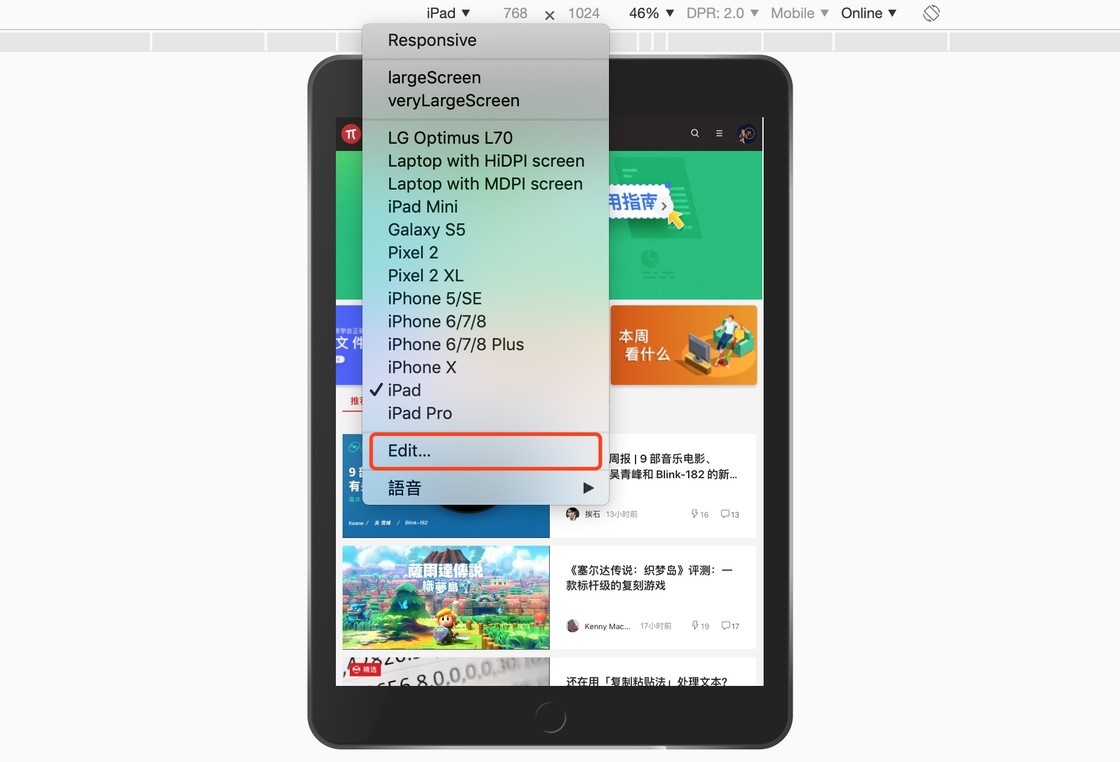 iPad ▼ 768 × 1024 46% ▼ DPR: 2.0 ▼ Mobile ▼ Online ▼
Responsive
largeScreen
veryLargeScreen
LG Optimus L70
Laptop with HiDPI screen
Laptop with MDPI screen
iPad Mini
Galaxy S5
Pixel 2
Pixel 2 XL
iPhone 5/SE
iPhone 6/7/8
iPhone 6/7/8 Plus
iPhone X
✓ iPad
iPad Pro
Edit...
語音 ▶
用指南 >
文件
本周
看什么
9
有
Keane / 吴青峰 / Blink-182
周报 | 9 部音乐电影、
吴青峰和 Blink-182 的新...
挨石 13小时前 16 13
薩爾達傳說
織夢島
《塞尔达传说：织梦岛》评测：一
款标杆级的复刻游戏
Kenny Mac... 17小时前 19 17
精选
还在用「复制粘贴法」处理文本？